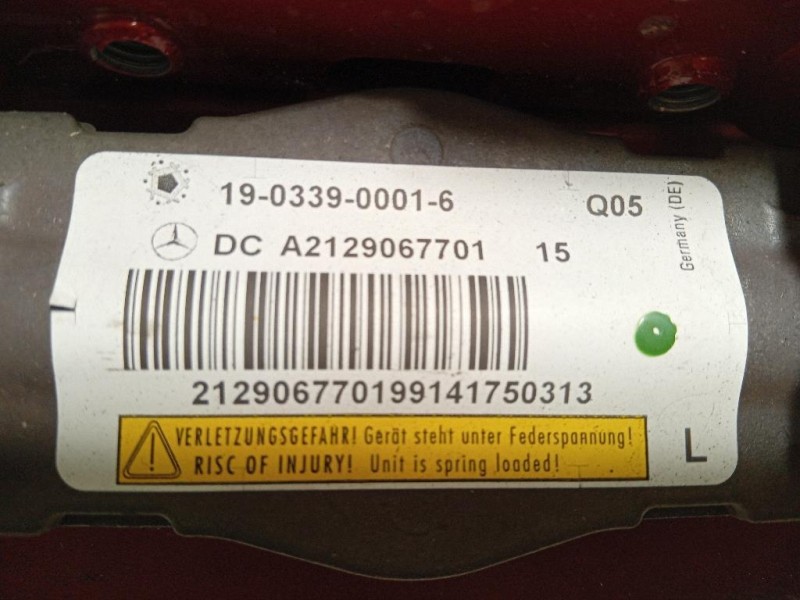 19-0339-0001-6 Q05
Germany (DE)
DC A2129067701 15
212906770199141750313
VERLETZUNGSGEFAHR! Gerät steht unter Federspannung!
RISC OF INJURY! Unit is spring loaded!
L